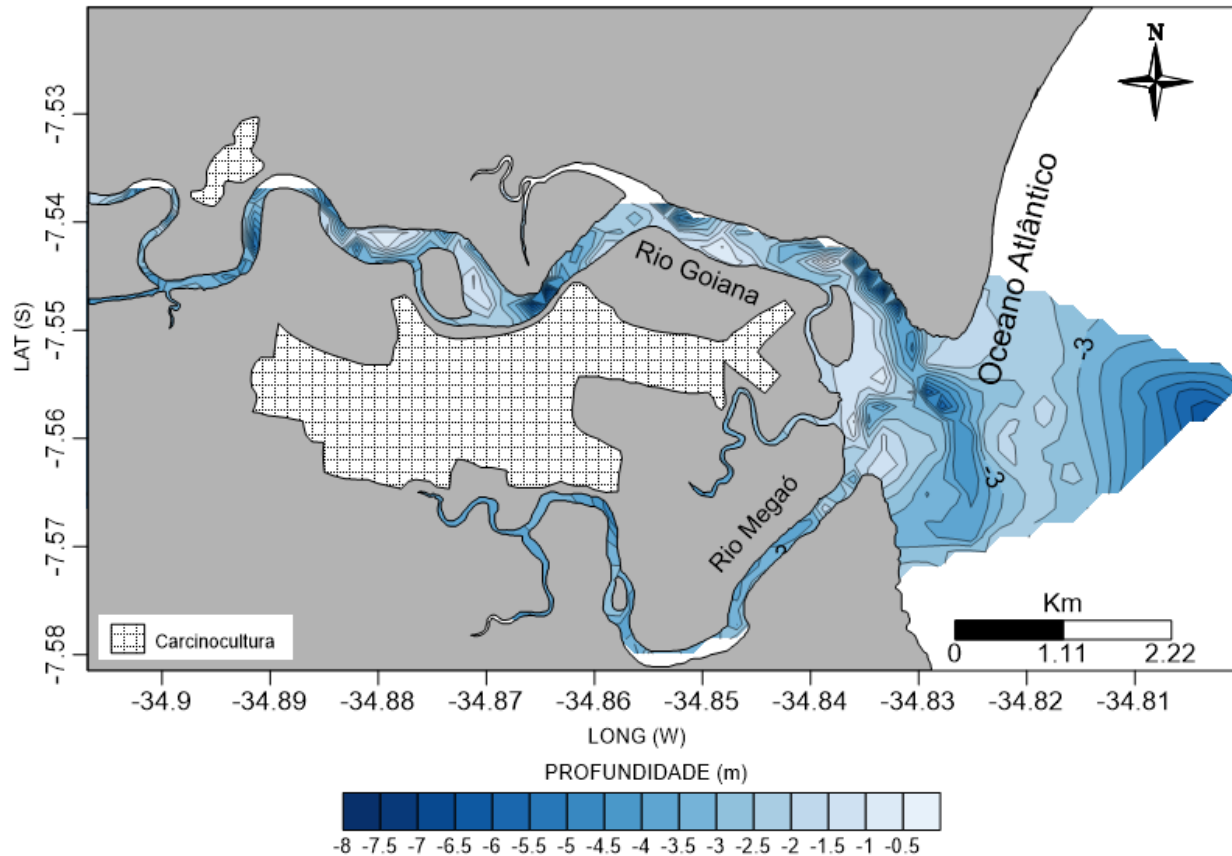 N
-7.53
-7.54
-7.55
-7.56
-7.57
-7.58
LAT (S)
Oceano Atlântico
Rio Goiana
Rio Megaó
-3
-3
Carcinocultura
Km
0 1.11 2.22
-34.9 -34.89 -34.88 -34.87 -34.86 -34.85 -34.84 -34.83 -34.82 -34.81
LONG (W)
PROFUNDIDADE (m)
-8 -7.5 -7 -6.5 -6 -5.5 -5 -4.5 -4 -3.5 -3 -2.5 -2 -1.5 -1 -0.5